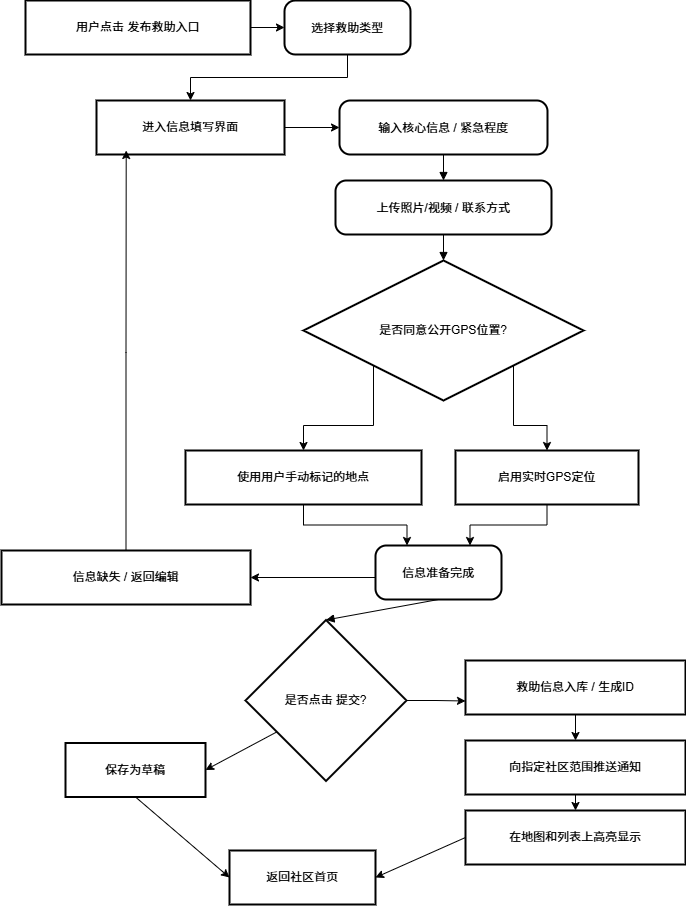 用户点击 发布救助入口
选择救助类型
进入信息填写界面
输入核心信息 / 紧急程度
上传照片/视频 / 联系方式
是否同意公开GPS位置?
使用用户手动标记的地点
启用实时GPS定位
信息准备完成
信息缺失 / 返回编辑
是否点击 提交?
救助信息入库 / 生成ID
向指定社区范围推送通知
保存为草稿
在地图和列表上高亮显示
返回社区首页